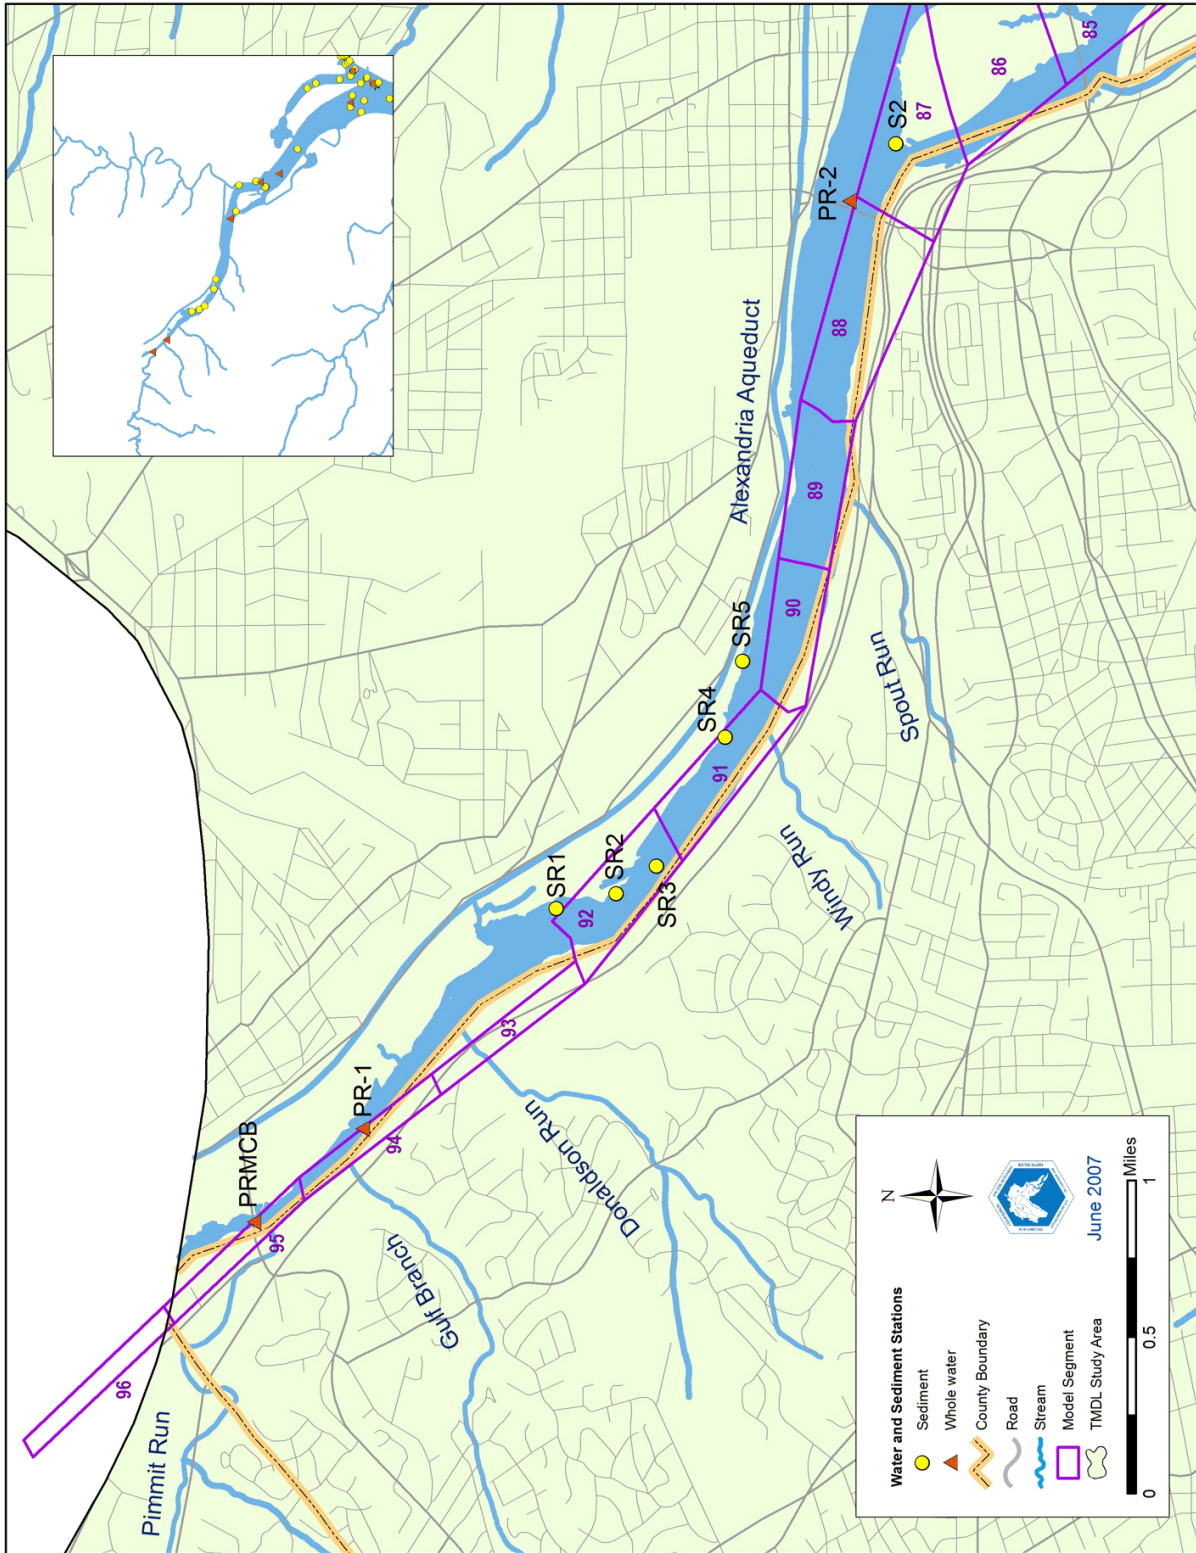 Pimmit Run
96
95
PRMCB
Gulf Branch
94
PR-1
Donaldson Run
93
92
SR1
SR2
SR3
Windy Run
91
SR4
SR5
Spout Run
90
89
Alexandria Aqueduct
88
PR-2
S2
87
86
85
Water and Sediment Stations
Sediment
Whole water
County Boundary
Road
Stream
Model Segment
TMDL Study Area
N
June 2007
0
0.5
1
Miles